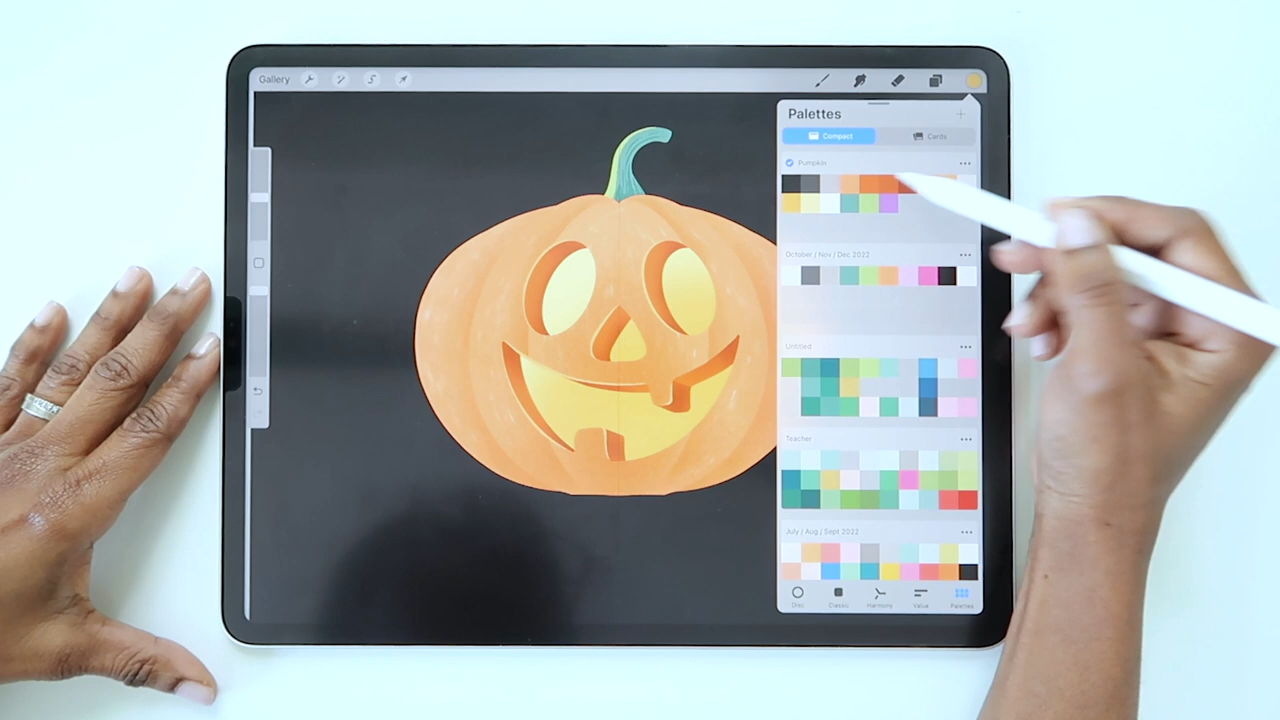 Gallery
Palettes
Compact
Cards
Pumpkin
October / Nov / Dec 2022
Untitled
Teacher
July / Aug / Sept 2022
Disc
Classic
Harmony
Value
Palettes